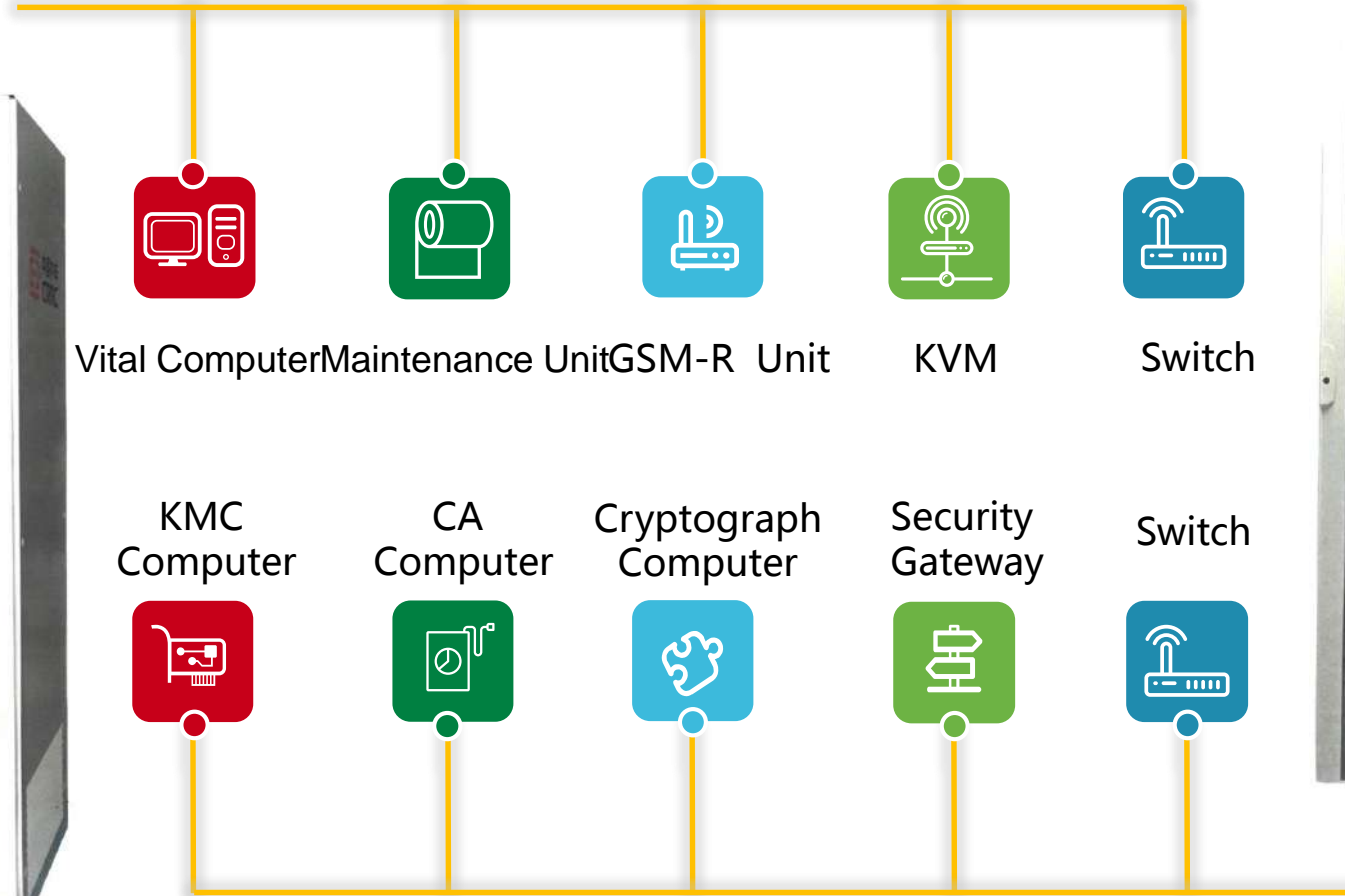 Vital Computer
Maintenance Unit
GSM-R Unit
KVM
Switch
KMC
Computer
CA
Computer
Cryptograph
Computer
Security
Gateway
Switch